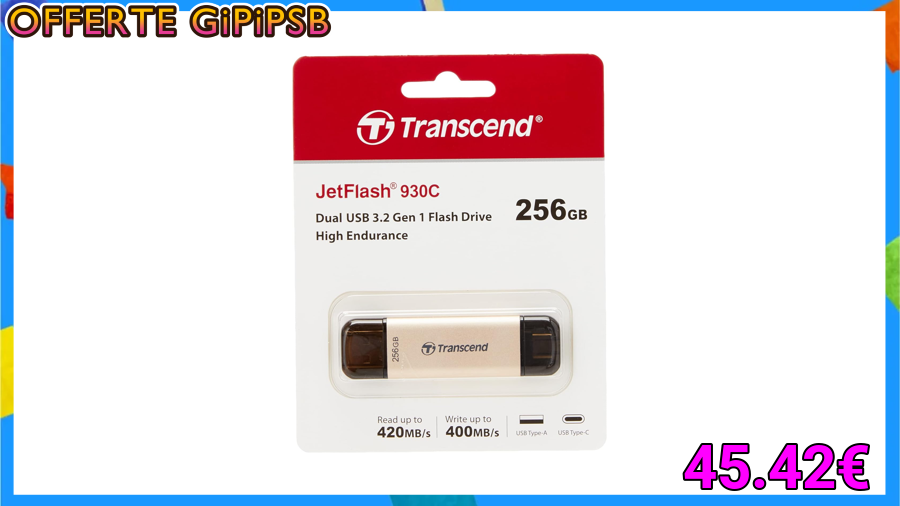 OFFERTE GiPiPSB
Transcend®
JetFlash® 930C
Dual USB 3.2 Gen 1 Flash Drive
High Endurance
256GB
256GB
Transcend
Read up to
420MB/s
Write up to
400MB/s
USB Type-A
USB Type-C
45.42€